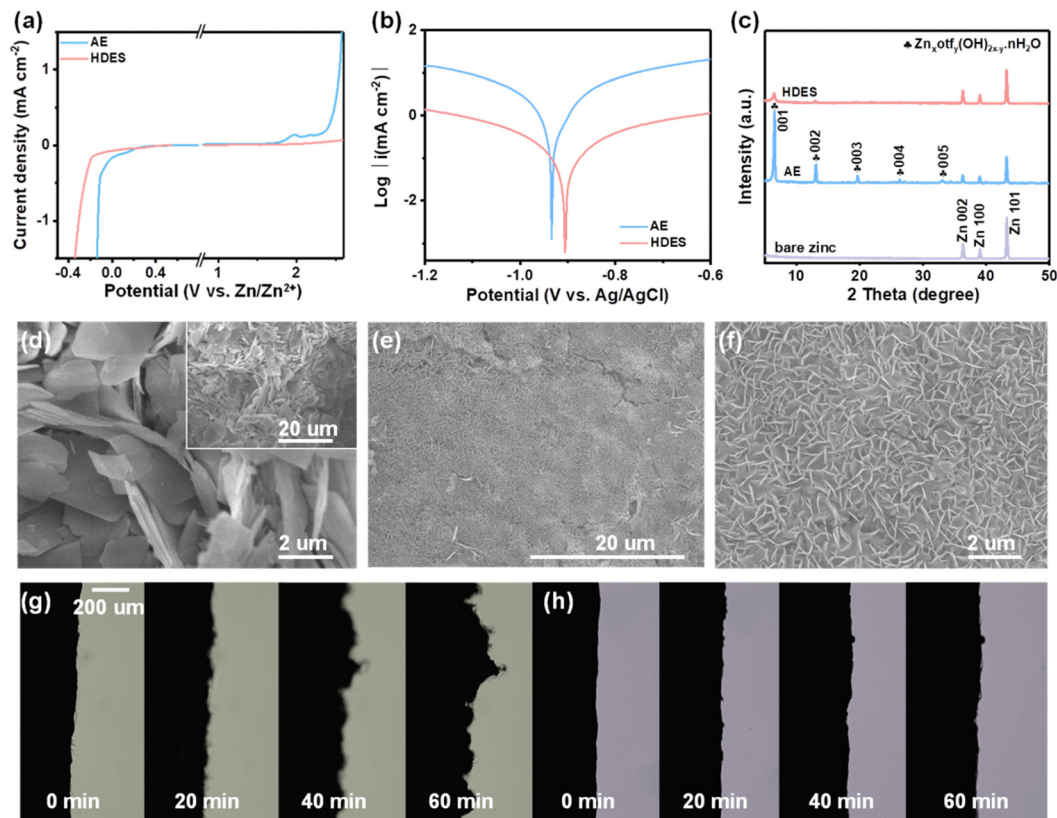 (a)
AE
HDES
Current density (mA cm⁻²)
1
0
-1
-0.4
0.0
0.4
1
2
Potential (V vs. Zn/Zn²⁺)
(b)
2
0
-2
Log | i(mA cm⁻²) |
AE
HDES
-1.2
-1.0
-0.8
-0.6
Potential (V vs. Ag/AgCl)
(c)
♣Znₓotfᵧ(OH)₂ₓ₋ᵧ.nH₂O
HDES
♣001
♣002
♣003
♣004
♣005
AE
Zn 002
Zn 100
Zn 101
bare zinc
Intensity (a.u.)
10
20
30
40
50
2 Theta (degree)
(d)
20 um
2 um
(e)
20 um
(f)
2 um
(g)
200 um
0 min
20 min
40 min
60 min
(h)
0 min
20 min
40 min
60 min